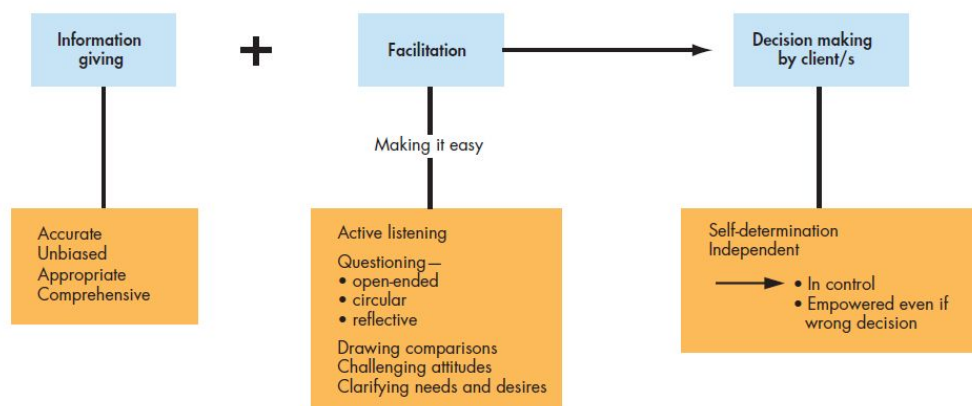 Information
giving
+
Facilitation
Decision making
by client/s
Making it easy
Accurate
Unbiased
Appropriate
Comprehensive
Active listening
Questioning—
• open-ended
• circular
• reflective
Drawing comparisons
Challenging attitudes
Clarifying needs and desires
Self-determination
Independent
• In control
• Empowered even if
wrong decision